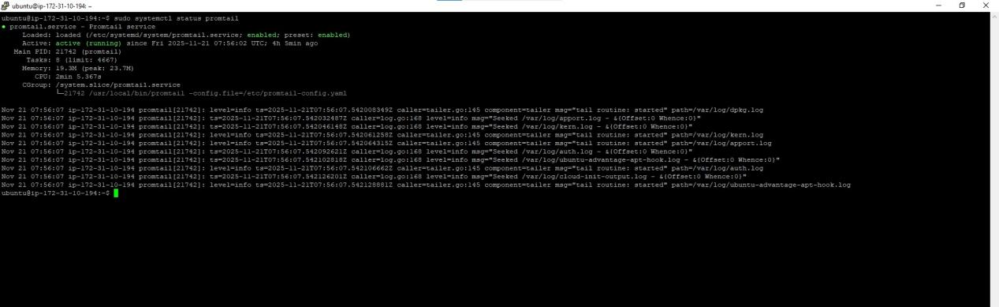 ubuntu@ip-172-31-10-194: ~
ubuntu@ip-172-31-10-194:~$ sudo systemctl status promtail
● promtail.service - Promtail service
Loaded: loaded (/etc/systemd/system/promtail.service; enabled; preset: enabled)
Active: active (running) since Fri 2025-11-21 07:56:02 UTC; 4h 5min ago
Main PID: 21742 (promtail)
Tasks: 8 (limit: 4667)
Memory: 19.3M (peak: 23.7M)
CPU: 2min 5.367s
CGroup: /system.slice/promtail.service
└─21742 /usr/local/bin/promtail -config.file=/etc/promtail-config.yaml
Nov 21 07:56:07 ip-172-31-10-194 promtail[21742]: level=info ts=2025-11-21T07:56:07.542008349Z caller=tailer.go:145 component=tailer msg="tail routine: started" path=/var/log/dpkg.log
Nov 21 07:56:07 ip-172-31-10-194 promtail[21742]: ts=2025-11-21T07:56:07.542032487Z caller=log.go:168 level=info msg="Seeked /var/log/apport.log - &{Offset:0 Whence:0}"
Nov 21 07:56:07 ip-172-31-10-194 promtail[21742]: ts=2025-11-21T07:56:07.542046148Z caller=log.go:168 level=info msg="Seeked /var/log/kern.log - &{Offset:0 Whence:0}"
Nov 21 07:56:07 ip-172-31-10-194 promtail[21742]: level=info ts=2025-11-21T07:56:07.542061258Z caller=tailer.go:145 component=tailer msg="tail routine: started" path=/var/log/kern.log
Nov 21 07:56:07 ip-172-31-10-194 promtail[21742]: level=info ts=2025-11-21T07:56:07.542064315Z caller=tailer.go:145 component=tailer msg="tail routine: started" path=/var/log/apport.log
Nov 21 07:56:07 ip-172-31-10-194 promtail[21742]: ts=2025-11-21T07:56:07.542092621Z caller=log.go:168 level=info msg="Seeked /var/log/auth.log - &{Offset:0 Whence:0}"
Nov 21 07:56:07 ip-172-31-10-194 promtail[21742]: ts=2025-11-21T07:56:07.542102818Z caller=log.go:168 level=info msg="Seeked /var/log/ubuntu-advantage-apt-hook.log - &{Offset:0 Whence:0}"
Nov 21 07:56:07 ip-172-31-10-194 promtail[21742]: level=info ts=2025-11-21T07:56:07.542106662Z caller=tailer.go:145 component=tailer msg="tail routine: started" path=/var/log/auth.log
Nov 21 07:56:07 ip-172-31-10-194 promtail[21742]: ts=2025-11-21T07:56:07.542126201Z caller=log.go:168 level=info msg="Seeked /var/log/cloud-init-output.log - &{Offset:0 Whence:0}"
Nov 21 07:56:07 ip-172-31-10-194 promtail[21742]: level=info ts=2025-11-21T07:56:07.542128881Z caller=tailer.go:145 component=tailer msg="tail routine: started" path=/var/log/ubuntu-advantage-apt-hook.log
ubuntu@ip-172-31-10-194:~$